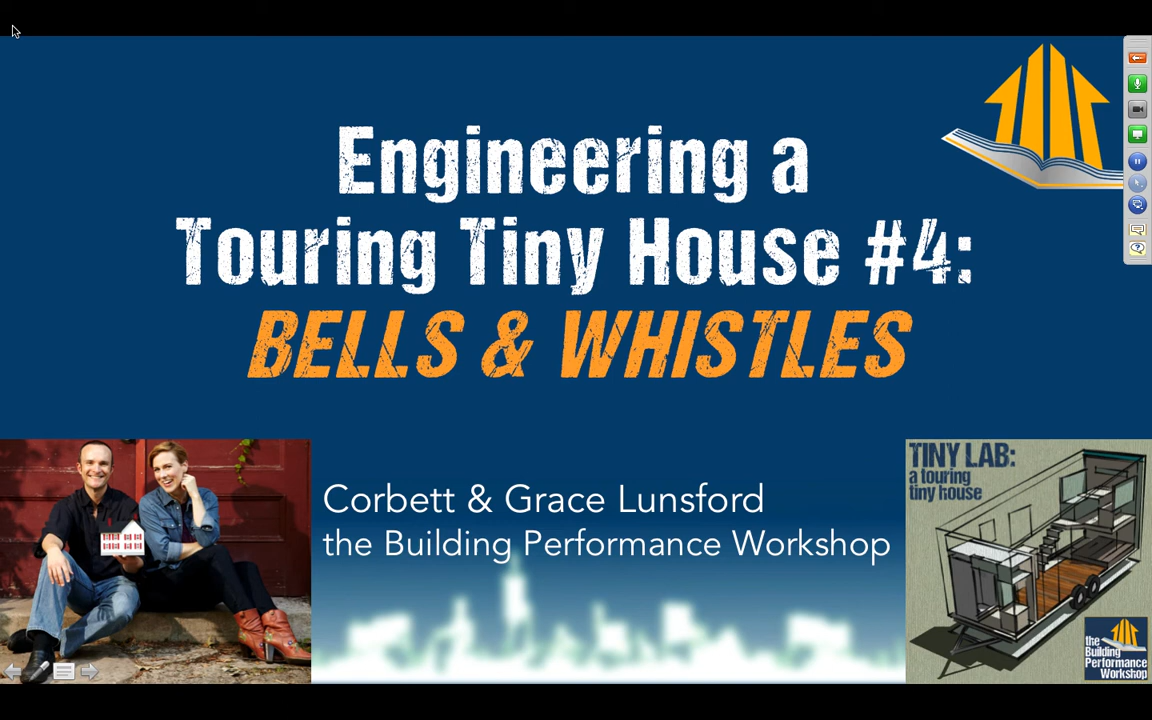 Engineering a
Touring Tiny House #4:
BELLS & WHISTLES
Corbett & Grace Lunsford
the Building Performance Workshop
TINY LAB:
a touring
tiny house
the
Building
Performance
Workshop